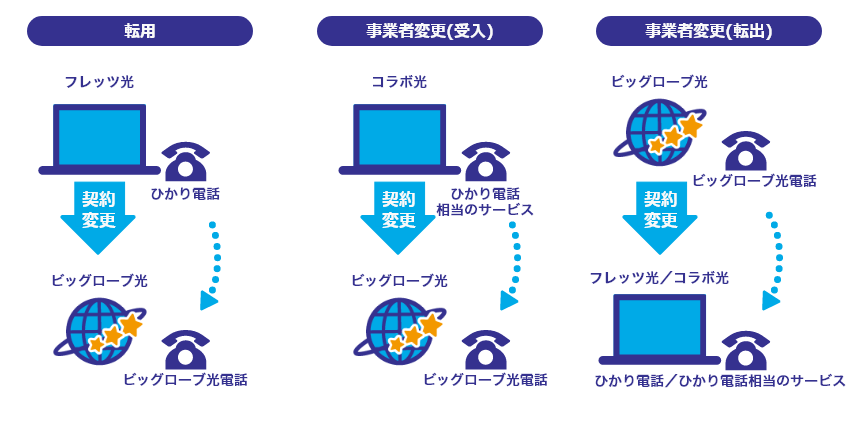 転用
フレッツ光
ひかり電話
契約
変更
ビッグローブ光
ビッグローブ光電話
事業者変更(受入)
コラボ光
ひかり電話
相当のサービス
契約
変更
ビッグローブ光
ビッグローブ光電話
事業者変更(転出)
ビッグローブ光
ビッグローブ光電話
契約
変更
フレッツ光／コラボ光
ひかり電話／ひかり電話相当のサービス